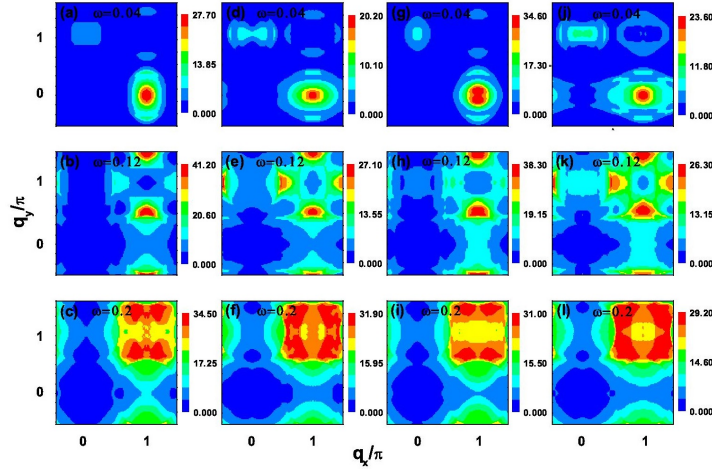 (a) ω=0.04 27.70 (d) ω=0.04 20.20 (g) ω=0.04 34.60 (j) ω=0.04 23.60
1 13.85 10.10 17.30 11.80
0 0.000 0.000 0.000 0.000
(b) ω=0.12 41.20 (e) ω=0.12 27.10 (h) ω=0.12 38.30 (k) ω=0.12 26.30
1 20.60 13.55 19.15 13.15
qy/π
0 0.000 0.000 0.000 0.000
(c) ω=0.2 34.50 (f) ω=0.2 31.90 (i) ω=0.2 31.00 (l) ω=0.2 29.20
1 17.25 15.95 15.50 14.60
0 0.000 0.000 0.000 0.000
0 1 0 1 0 1 0 1
qx/π